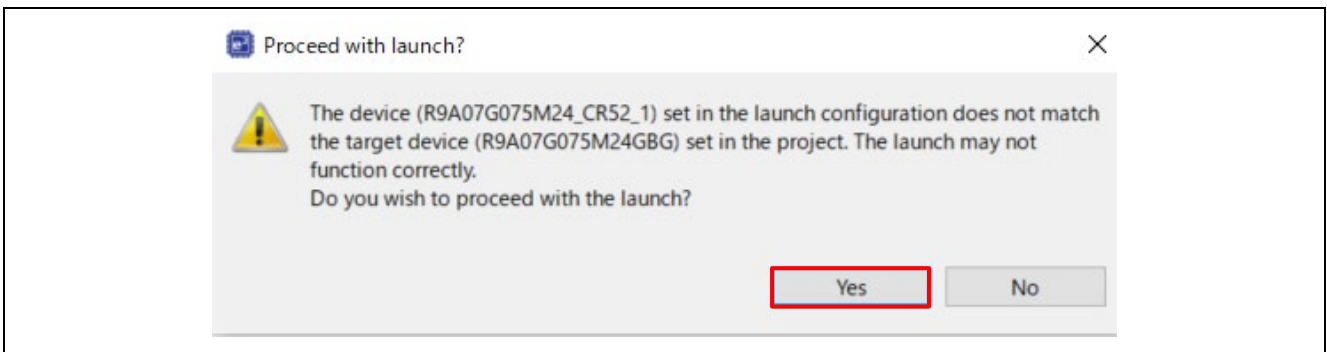 Proceed with launch?
The device (R9A07G075M24_CR52_1) set in the launch configuration does not match
the target device (R9A07G075M24GBG) set in the project. The launch may not
function correctly.
Do you wish to proceed with the launch?
Yes
No